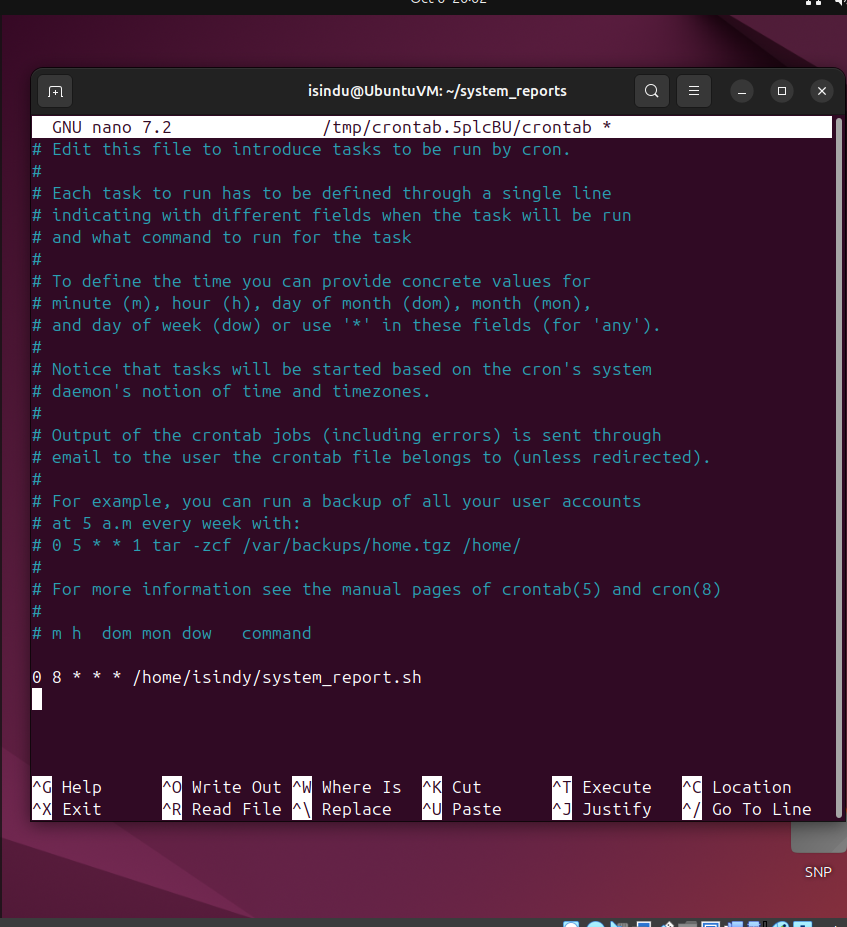 isindu@UbuntuVM: ~/system_reports
GNU nano 7.2 /tmp/crontab.5plcBU/crontab *
# Edit this file to introduce tasks to be run by cron.
#
# Each task to run has to be defined through a single line
# indicating with different fields when the task will be run
# and what command to run for the task
#
# To define the time you can provide concrete values for
# minute (m), hour (h), day of month (dom), month (mon),
# and day of week (dow) or use '*' in these fields (for 'any').
#
# Notice that tasks will be started based on the cron's system
# daemon's notion of time and timezones.
#
# Output of the crontab jobs (including errors) is sent through
# email to the user the crontab file belongs to (unless redirected).
#
# For example, you can run a backup of all your user accounts
# at 5 a.m every week with:
# 0 5 * * 1 tar -zcf /var/backups/home.tgz /home/
#
# For more information see the manual pages of crontab(5) and cron(8)
#
# m h  dom mon dow   command
0 8 * * * /home/isindy/system_report.sh
^G Help ^O Write Out ^W Where Is ^K Cut ^T Execute ^C Location
^X Exit ^R Read File ^\ Replace ^U Paste ^J Justify ^/ Go To Line
SNP